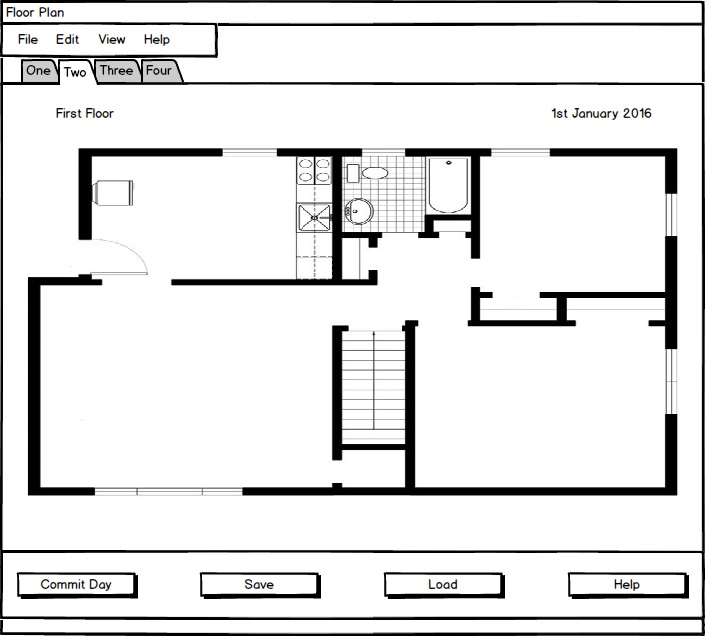 Floor Plan
File Edit View Help
One Two Three Four
First Floor 1st January 2016
Commit Day Save Load Help